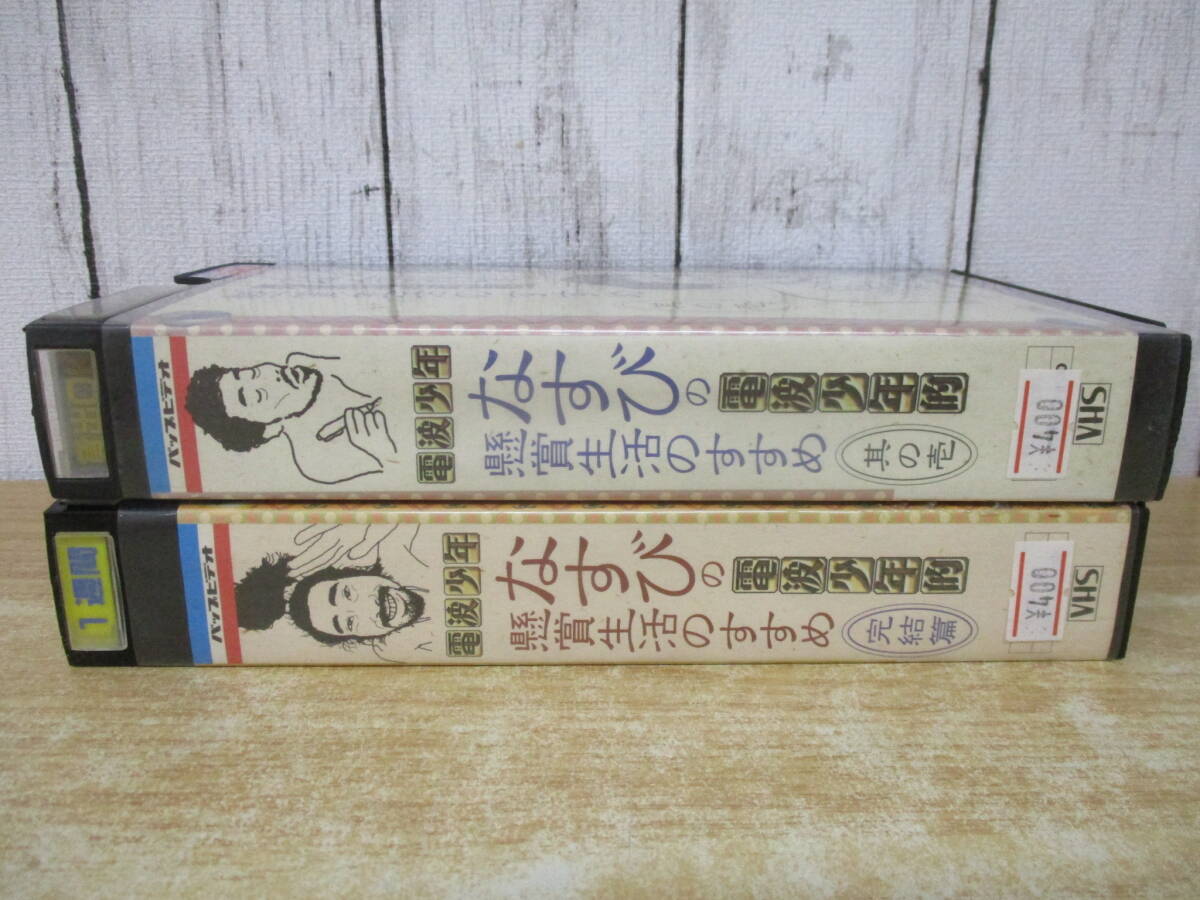 バップビデオ
電波少年
なすびの電波少年的
懸賞生活のすすめ
其の壱
¥400
VHS
1週間
バップビデオ
電波少年
なすびの電波少年的
懸賞生活のすすめ
完結篇
¥400
VHS